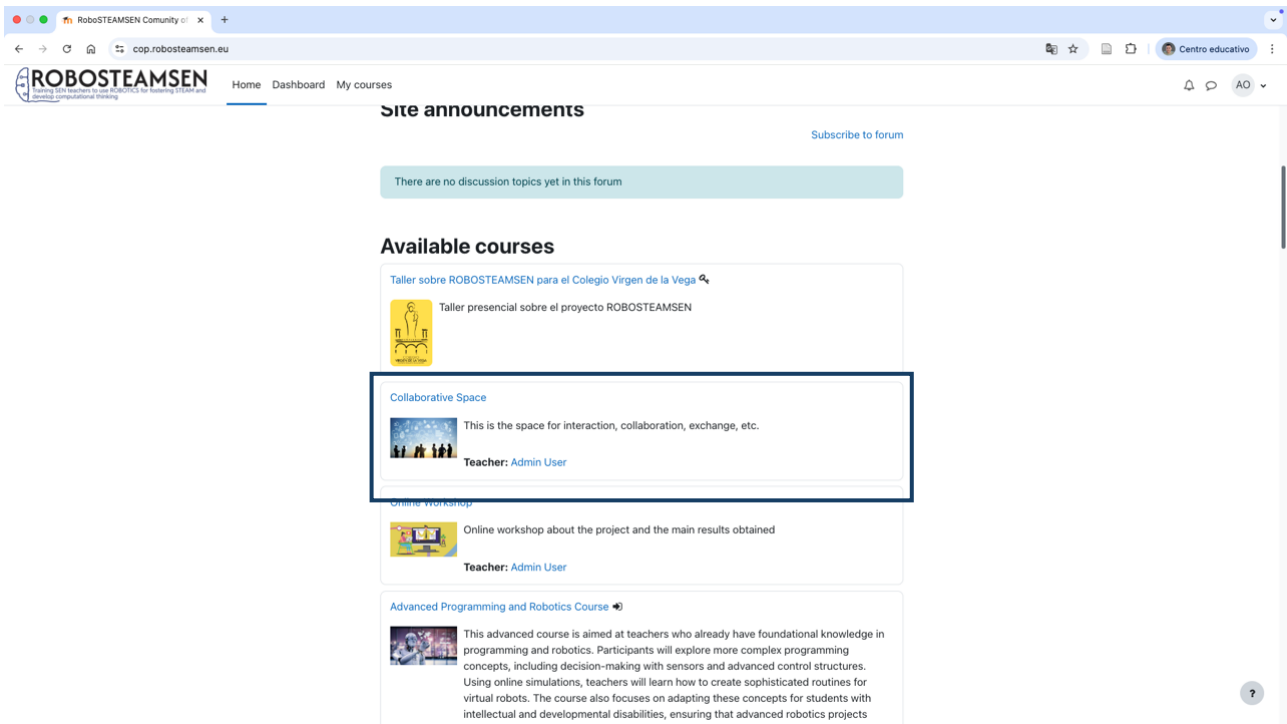 RoboSTEAMSEN Comunity of
cop.robosteamsen.eu
Centro educativo
ROBOSTEAMSEN
Training SEN teachers to use ROBOTICS for fostering STEAM and
develop computational thinking
Home Dashboard My courses
AO
Site announcements
Subscribe to forum
There are no discussion topics yet in this forum
Available courses
Taller sobre ROBOSTEAMSEN para el Colegio Virgen de la Vega
Taller presencial sobre el proyecto ROBOSTEAMSEN
VIRGEN DE LA VEGA
Collaborative Space
This is the space for interaction, collaboration, exchange, etc.
Teacher: Admin User
Online Workshop
Online workshop about the project and the main results obtained
Teacher: Admin User
Advanced Programming and Robotics Course
This advanced course is aimed at teachers who already have foundational knowledge in
programming and robotics. Participants will explore more complex programming
concepts, including decision-making with sensors and advanced control structures.
Using online simulations, teachers will learn how to create sophisticated routines for
virtual robots. The course also focuses on adapting these concepts for students with
intellectual and developmental disabilities, ensuring that advanced robotics projects
?